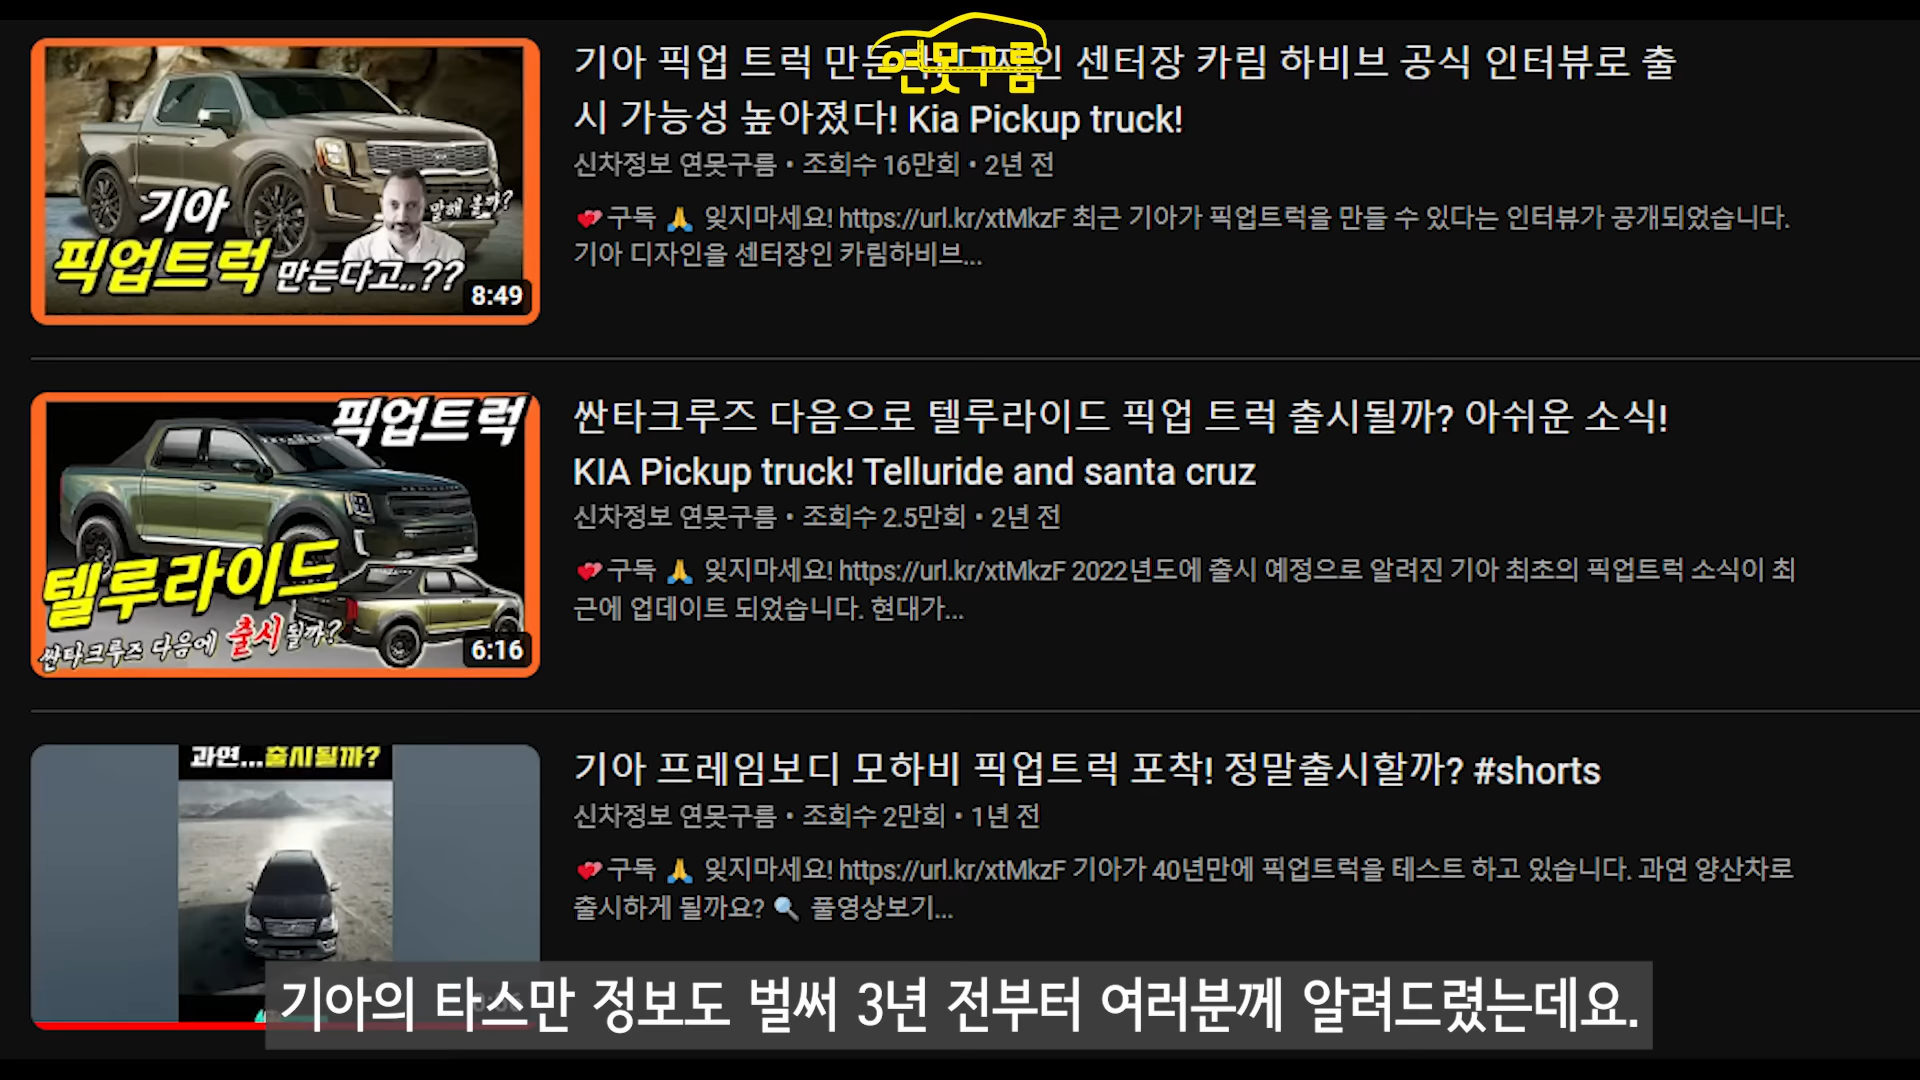 연못구름
기아 픽업 트럭 만든 인 센터장 카림 하비브 공식 인터뷰로 출
시 가능성 높아졌다! Kia Pickup truck!
신차정보 연못구름 • 조회수 16만회 • 2년 전
구독 🙏 잊지마세요! https://url.kr/xtMkzF 최근 기아가 픽업트럭을 만들 수 있다는 인터뷰가 공개되었습니다.
기아 디자인을 센터장인 카림하비브...
기아
말해 볼까?
픽업트럭 만든다고..??
8:49
싼타크루즈 다음으로 텔루라이드 픽업 트럭 출시될까? 아쉬운 소식!
KIA Pickup truck! Telluride and santa cruz
신차정보 연못구름 • 조회수 2.5만회 • 2년 전
구독 🙏 잊지마세요! https://url.kr/xtMkzF 2022년도에 출시 예정으로 알려진 기아 최초의 픽업트럭 소식이 최
근에 업데이트 되었습니다. 현대가...
픽업트럭
텔루라이드
싼타크루즈 다음에 출시될까?
6:16
기아 프레임보디 모하비 픽업트럭 포착! 정말출시할까? #shorts
신차정보 연못구름 • 조회수 2만회 • 1년 전
구독 🙏 잊지마세요! https://url.kr/xtMkzF 기아가 40년만에 픽업트럭을 테스트 하고 있습니다. 과연 양산차로
출시하게 될까요? 🔍 풀영상보기...
과연...출시될까?
기아의 타스만 정보도 벌써 3년 전부터 여러분께 알려드렸는데요.